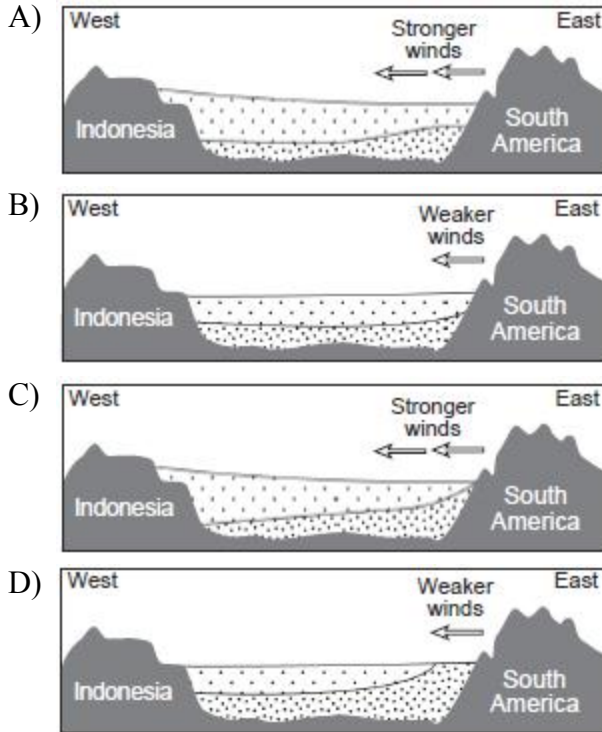 A)
West
East
Stronger
winds
Indonesia
South
America
B)
West
East
Weaker
winds
Indonesia
South
America
C)
West
East
Stronger
winds
Indonesia
South
America
D)
West
East
Weaker
winds
Indonesia
South
America